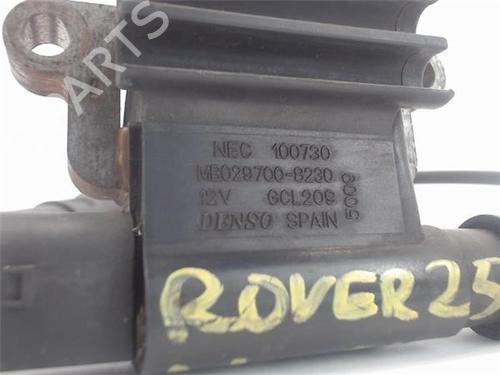 NEC 100730
MB029700-8230
12V GCL209
DENSO SPAIN
5009
ROVER 25
ARTS